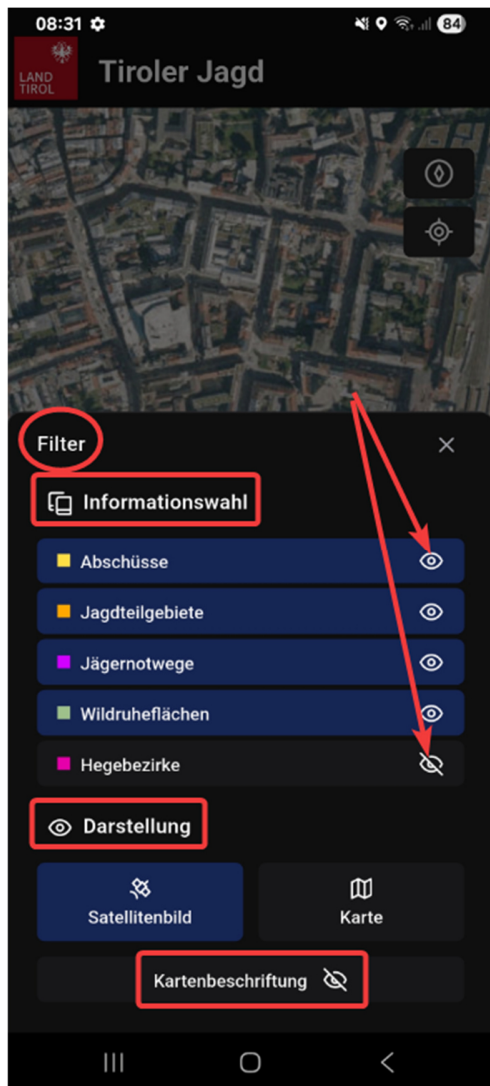 08:31
84
LAND
TIROL
Tiroler Jagd
Filter
Informationswahl
Abschüsse
Jagdteilgebiete
Jägernotwege
Wildruheflächen
Hegebezirke
Darstellung
Satellitenbild
Karte
Kartenbeschriftung